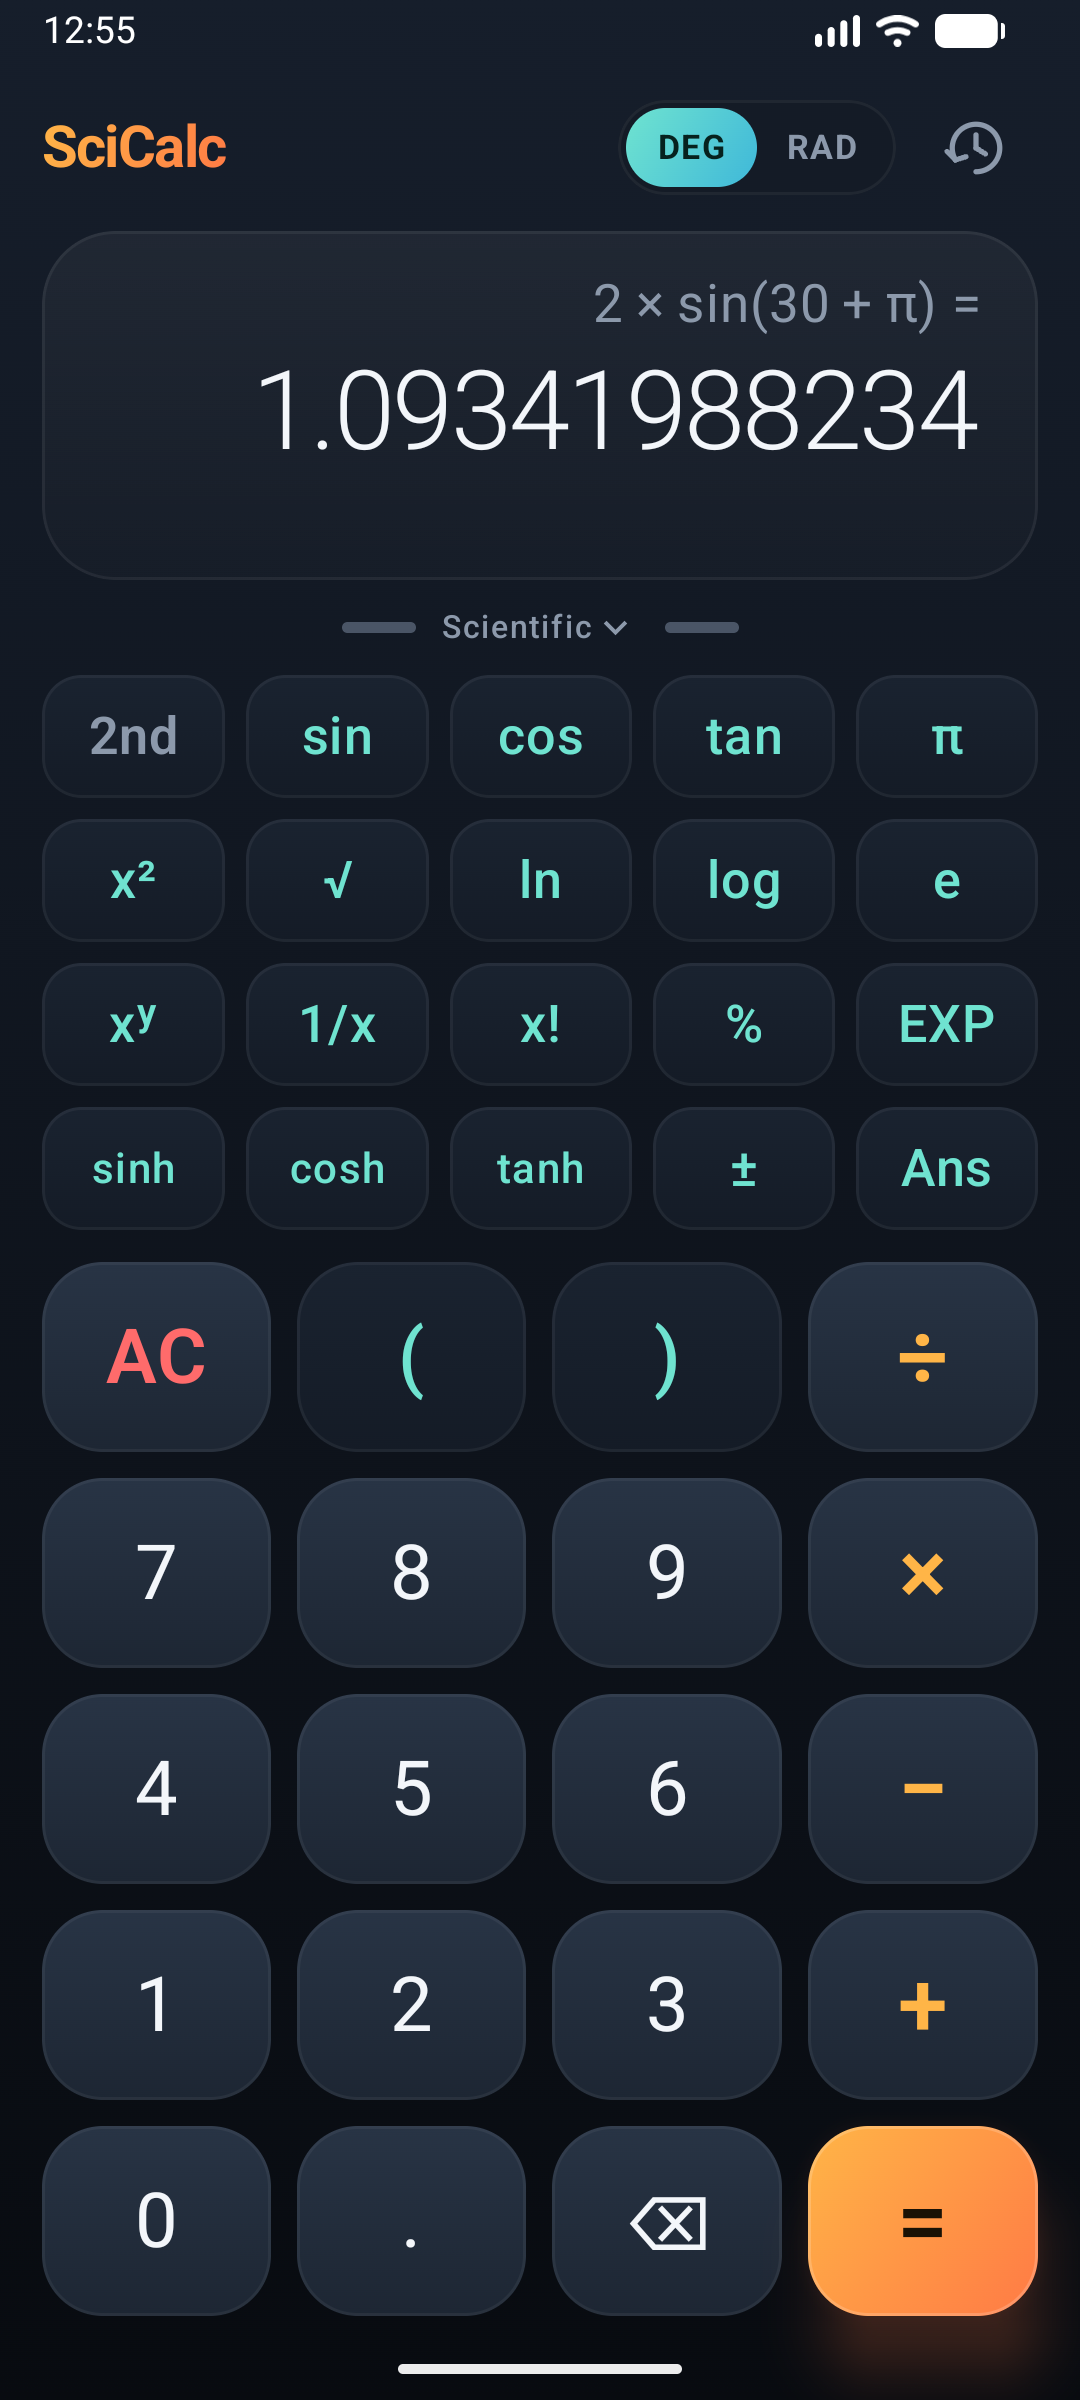 12:55
SciCalc DEG RAD
2 × sin(30 + π) =
1.09341988234
Scientific
2nd sin cos tan π
x² √ ln log e
xʸ 1/x x! % EXP
sinh cosh tanh ± Ans
AC ( ) ÷
7 8 9 ×
4 5 6 −
1 2 3 +
0 . =